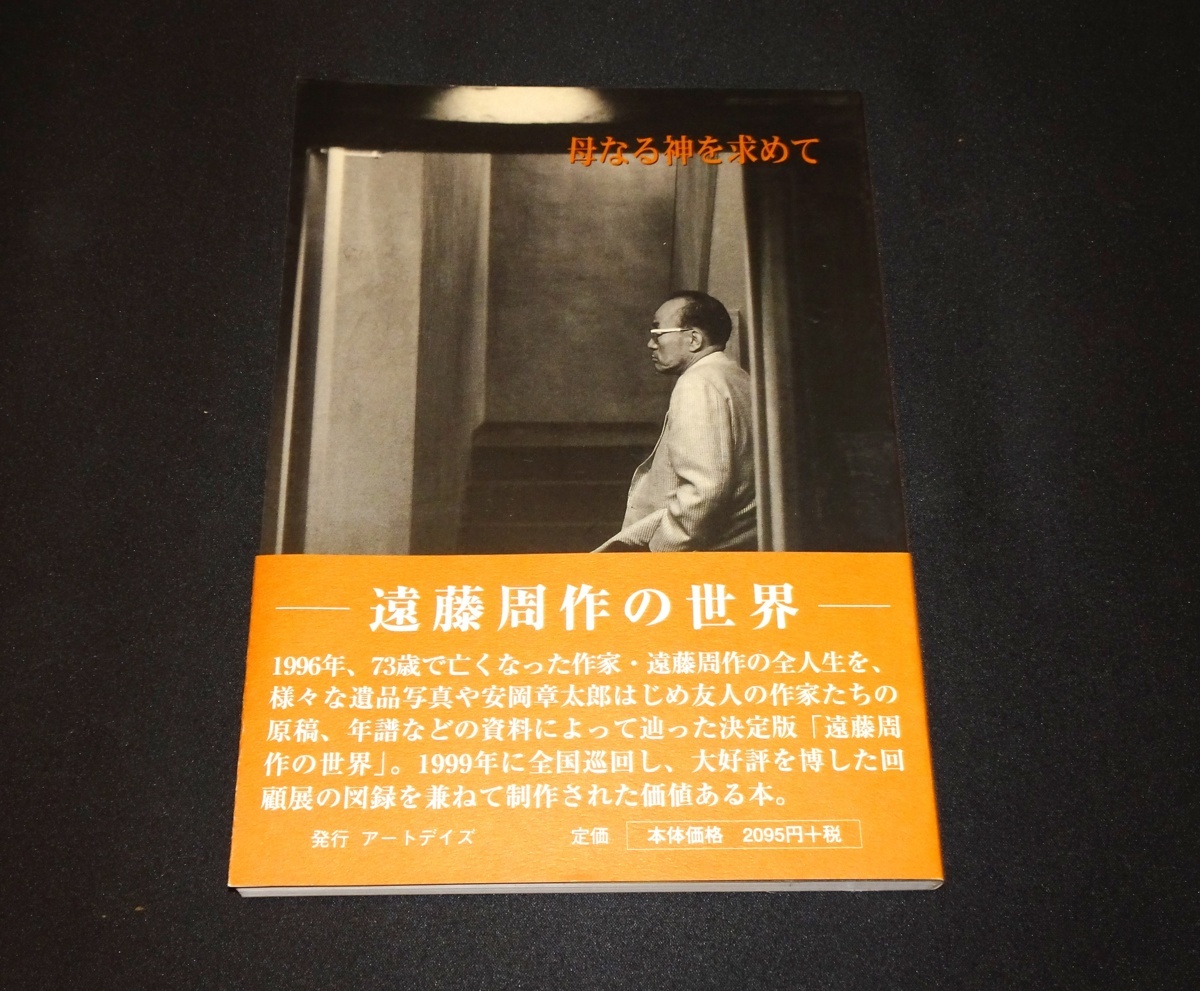 母なる神を求めて
遠藤周作の世界
1996年、73歳で亡くなった作家・遠藤周作の全人生を、
様々な遺品写真や安岡章太郎はじめ友人の作家たちの
原稿、年譜などの資料によって辿った決定版「遠藤周
作の世界」。1999年に全国巡回し、大好評を博した回
顧展の図録を兼ねて制作された価値ある本。
発行 アートデイズ 定価 本体価格 2095円+税